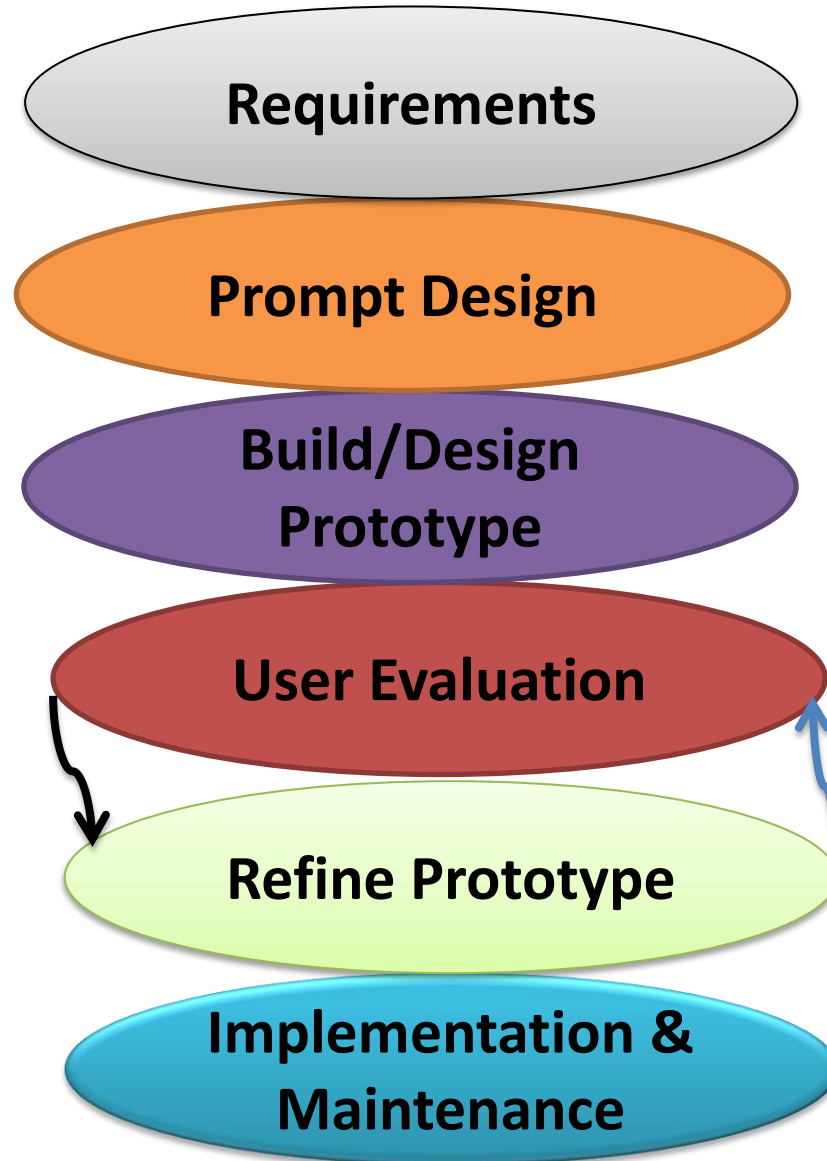 Requirements
Prompt Design
Build/Design
Prototype
User Evaluation
Refine Prototype
Implementation &
Maintenance